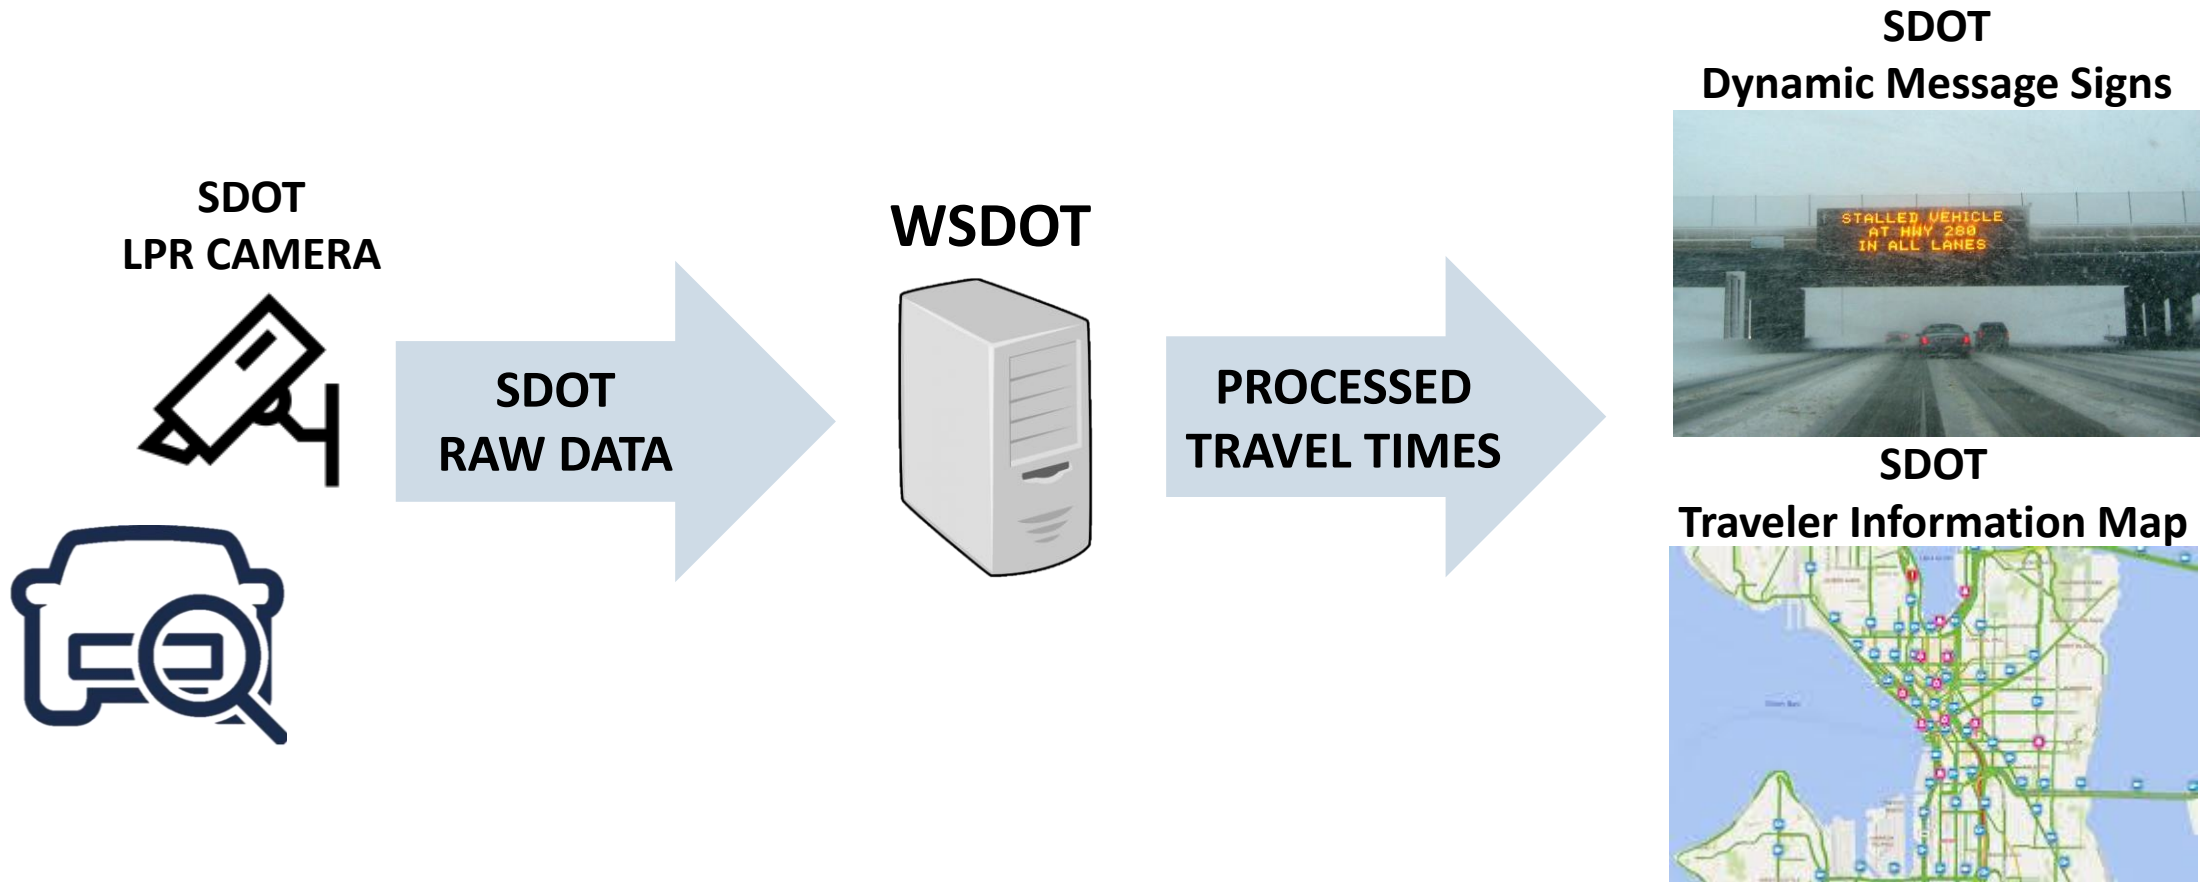 SDOT
LPR CAMERA
SDOT
RAW DATA
WSDOT
PROCESSED
TRAVEL TIMES
SDOT
Dynamic Message Signs
STALLED VEHICLE
AT HWY 280
IN ALL LANES
SDOT
Traveler Information Map